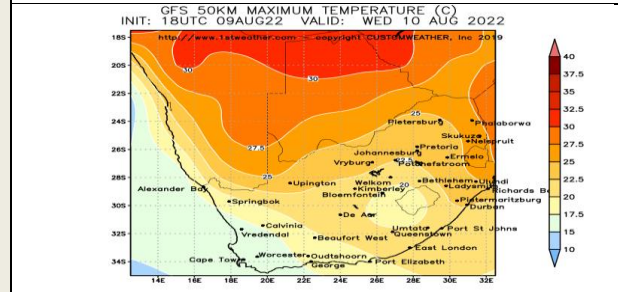 GFS 50KM MAXIMUM TEMPERATURE (C)
INIT: 18UTC 09AUG22 VALID: WED 10 AUG 2022
http://www.1stweather.com - copyright CUSTOMWEATHER, Inc 2019
18S
20S
22S
24S
26S
28S
30S
32S
34S
14E 16E 18E 20E 22E 24E 26E 28E 30E 32E
30
30
25
27.5
22.5
25
20
Pietersburg
Phalaborwa
Skukuza
Nelspruit
Pretoria
Johannesburg
Ermelo
Vryburg
Potchefstroom
Upington
Welkom
Bethlehem
Ulundi
Alexander Bay
Kimberley
Ladysmith
Richards B
Bloemfontein
Springbok
Pietermaritzburg
Durban
De Aar
Calvinia
Umtata
Port St Johns
Vredendal
Beaufort West
Queenstown
East London
Cape Town
Worcester
Oudtshoorn
George
Port Elizabeth
40
37.5
35
32.5
30
27.5
25
22.5
20
17.5
15
10